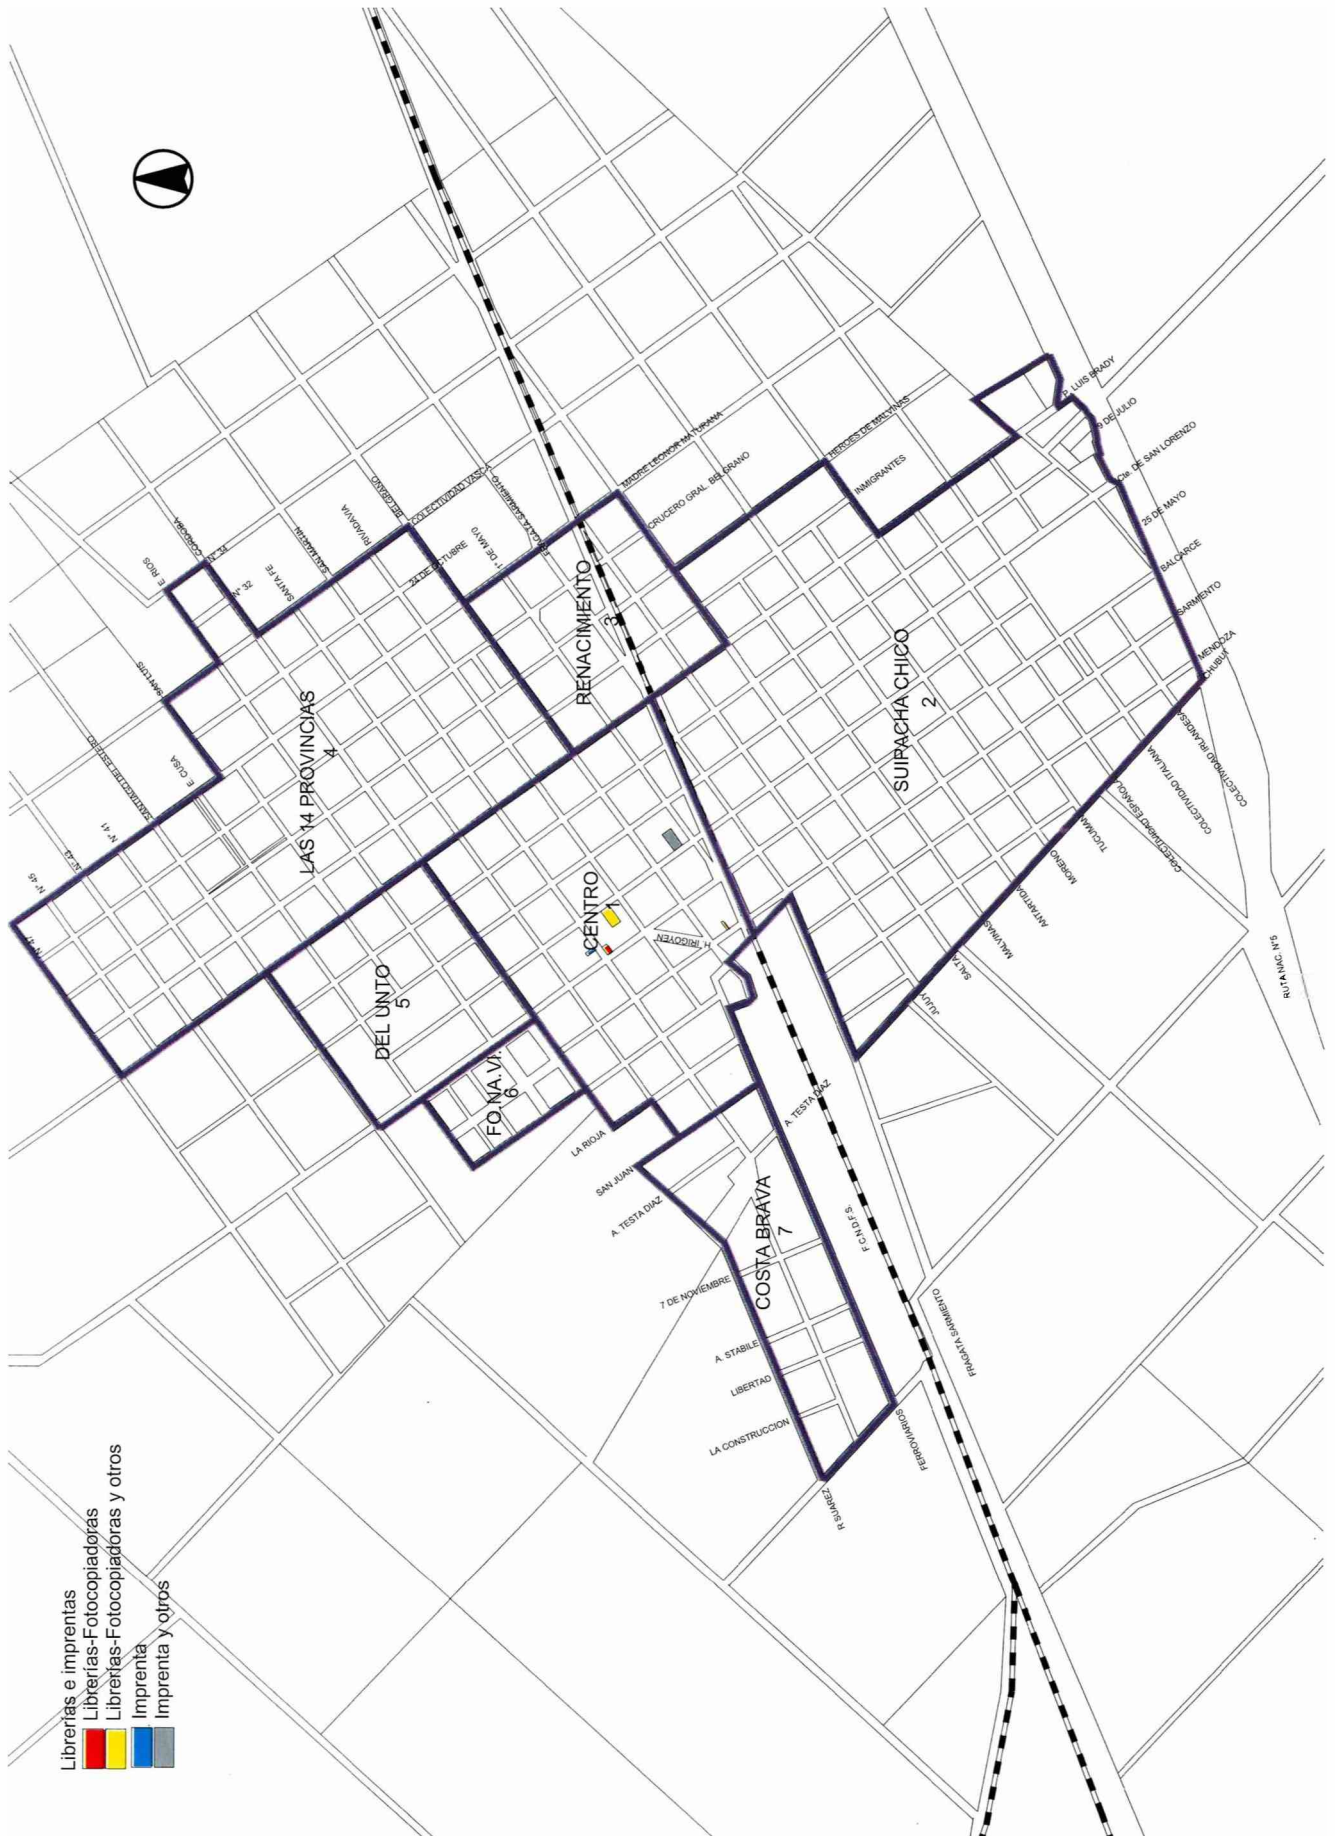 Librerías e imprentas
Librerías-Fotocopiadoras
Librerías-Fotocopiadoras y otros
Imprenta
Imprenta y otros
N° 47
N° 45
N° 43
N° 41
SANTIAGO DEL ESTERO
E. CUSA
SAN LUIS
E. RIOS
CORDOBA
N° 34
N° 32
SANTA FE
SAN MARTIN
RIVADAVIA
BELGRANO
COLECTIVIDAD VASCA
24 DE OCTUBRE
1° DE MAYO
FRAGATA SARMIENTO
MADRE LEONOR MATURANA
CRUCERO GRAL. BELGRANO
HEROES DE MALVINAS
INMIGRANTES
P. LUIS BRADY
9 DE JULIO
Cte. DE SAN LORENZO
25 DE MAYO
BALCARCE
SARMIENTO
MENDOZA
CHUBUT
COLECTIVIDAD IRLANDESA
COLECTIVIDAD ITALIANA
COLECTIVIDAD ESPAÑOLA
TUCUMAN
MORENO
ANTARTIDA
MALVINAS
SALTA
JUJUY
RUTA NAC. N°5
LAS 14 PROVINCIAS
4
RENACIMIENTO
3
SUIPACHA CHICO
2
CENTRO
1
H. IRIGOYEN
DEL UNTO
5
FO.NA.VI.
6
COSTA BRAVA
7
LA RIOJA
SAN JUAN
A. TESTA DIAZ
A. TESTA DIAZ
7 DE NOVIEMBRE
A. STABILE
LIBERTAD
LA CONSTRUCCION
R SUAREZ
FERROVIARIOS
F.C.N.D.F.S.
FRAGATA SARMIENTO